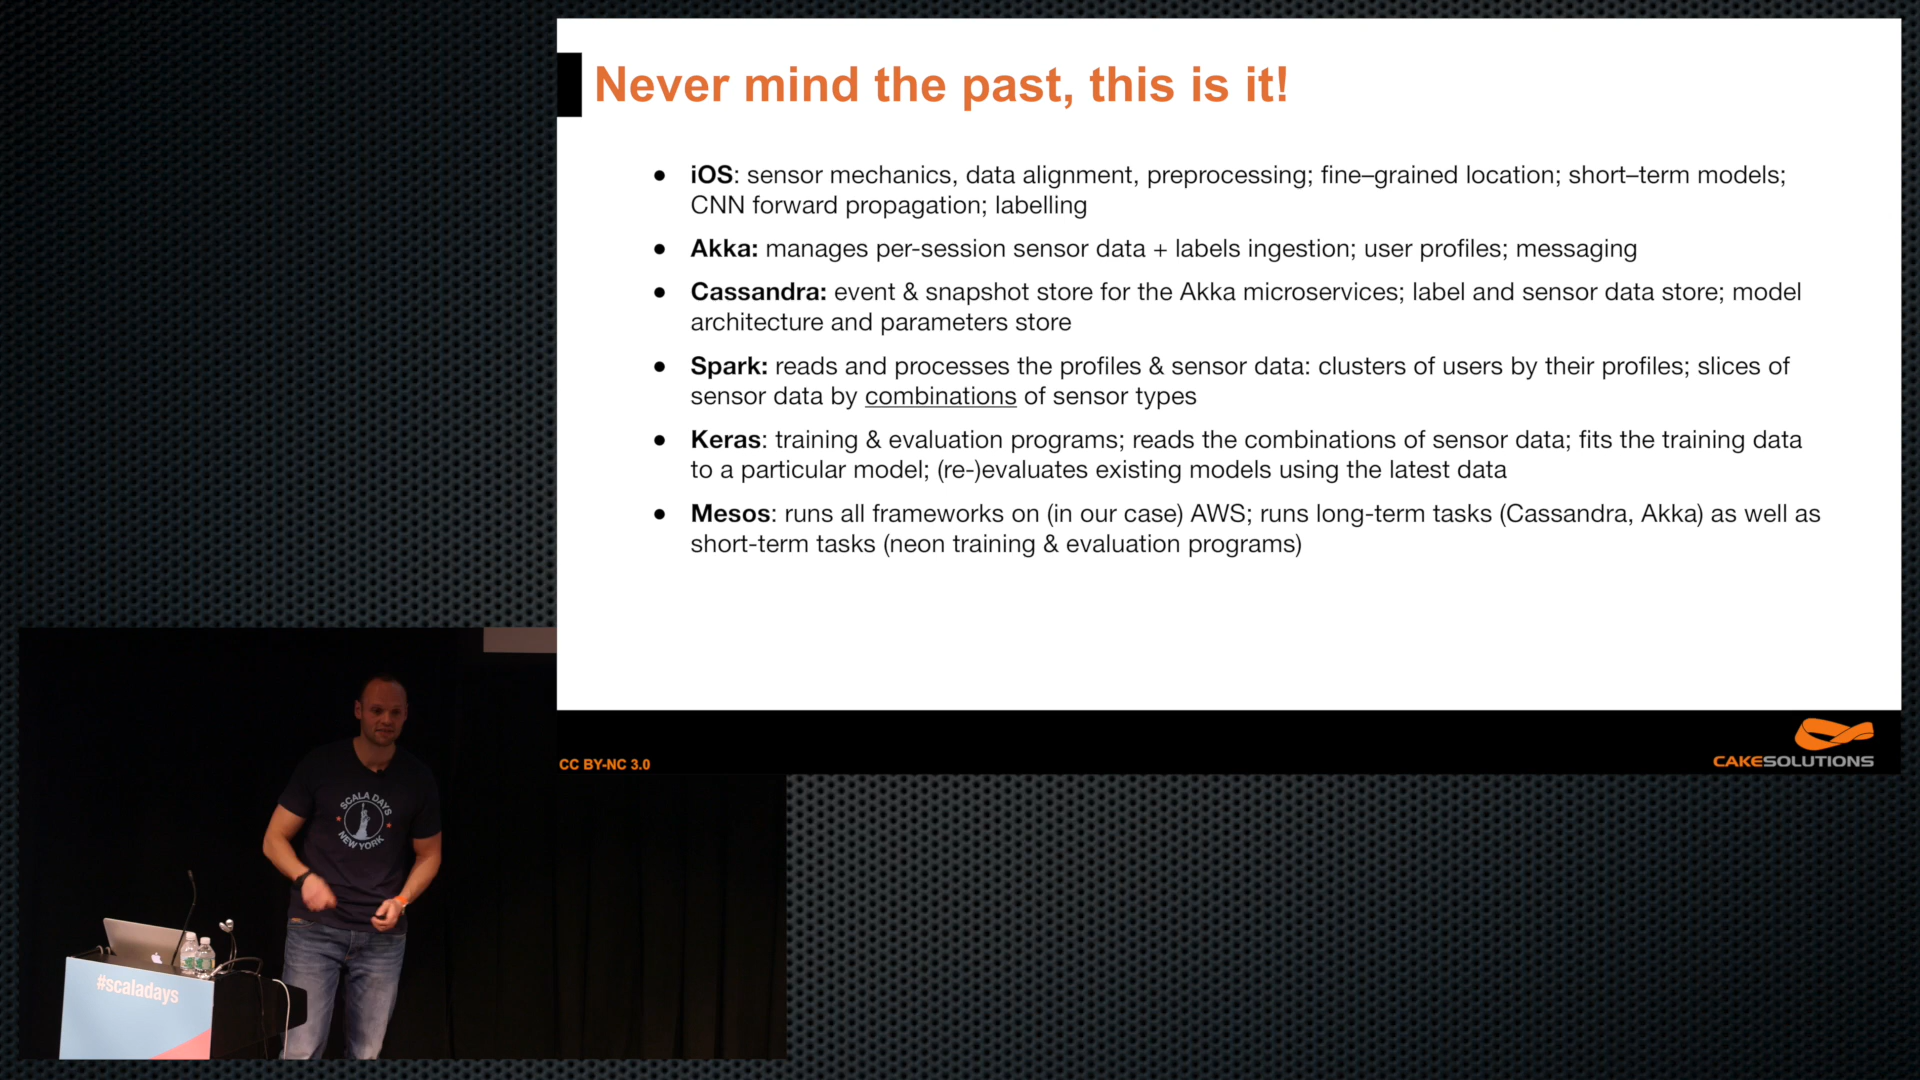 Never mind the past, this is it!
● iOS: sensor mechanics, data alignment, preprocessing; fine–grained location; short–term models;
CNN forward propagation; labelling
● Akka: manages per-session sensor data + labels ingestion; user profiles; messaging
● Cassandra: event & snapshot store for the Akka microservices; label and sensor data store; model
architecture and parameters store
● Spark: reads and processes the profiles & sensor data: clusters of users by their profiles; slices of
sensor data by combinations of sensor types
● Keras: training & evaluation programs; reads the combinations of sensor data; fits the training data
to a particular model; (re-)evaluates existing models using the latest data
● Mesos: runs all frameworks on (in our case) AWS; runs long-term tasks (Cassandra, Akka) as well as
short-term tasks (neon training & evaluation programs)
CC BY-NC 3.0
CAKESOLUTIONS
SCALA DAYS
NEW YORK
#scaladays